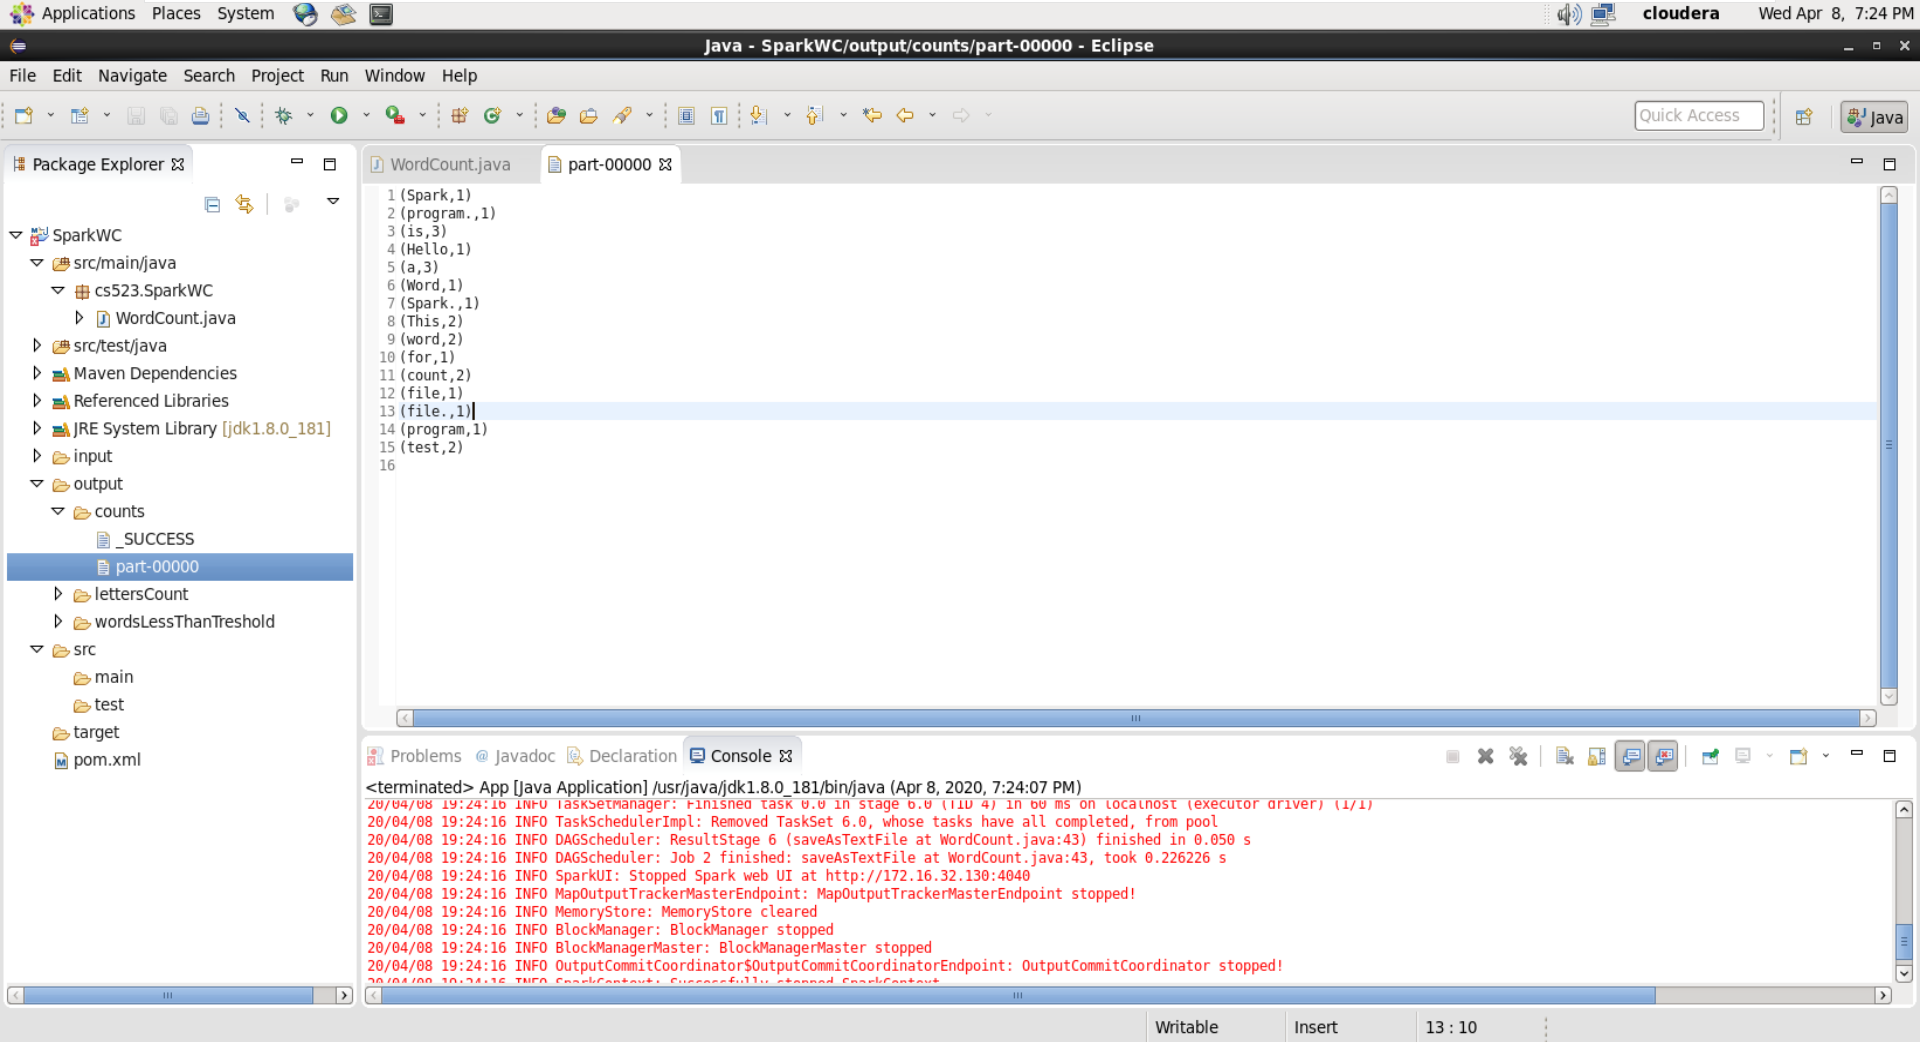 Applications Places System cloudera Wed Apr 8, 7:24 PM
Java - SparkWC/output/counts/part-00000 - Eclipse
File Edit Navigate Search Project Run Window Help
Quick Access Java
Package Explorer
SparkWC
src/main/java
cs523.SparkWC
WordCount.java
src/test/java
Maven Dependencies
Referenced Libraries
JRE System Library [jdk1.8.0_181]
input
output
counts
_SUCCESS
part-00000
lettersCount
wordsLessThanTreshold
src
main
test
target
pom.xml
WordCount.java part-00000
1 (Spark,1)
2 (program.,1)
3 (is,3)
4 (Hello,1)
5 (a,3)
6 (Word,1)
7 (Spark.,1)
8 (This,2)
9 (word,2)
10 (for,1)
11 (count,2)
12 (file,1)
13 (file.,1)
14 (program,1)
15 (test,2)
16
Problems @ Javadoc Declaration Console
<terminated> App [Java Application] /usr/java/jdk1.8.0_181/bin/java (Apr 8, 2020, 7:24:07 PM)
20/04/08 19:24:16 INFO TaskSetManager: Finished task 0.0 in stage 6.0 (TID 4) in 60 ms on localhost (executor driver) (1/1)
20/04/08 19:24:16 INFO TaskSchedulerImpl: Removed TaskSet 6.0, whose tasks have all completed, from pool
20/04/08 19:24:16 INFO DAGScheduler: ResultStage 6 (saveAsTextFile at WordCount.java:43) finished in 0.050 s
20/04/08 19:24:16 INFO DAGScheduler: Job 2 finished: saveAsTextFile at WordCount.java:43, took 0.226226 s
20/04/08 19:24:16 INFO SparkUI: Stopped Spark web UI at http://172.16.32.130:4040
20/04/08 19:24:16 INFO MapOutputTrackerMasterEndpoint: MapOutputTrackerMasterEndpoint stopped!
20/04/08 19:24:16 INFO MemoryStore: MemoryStore cleared
20/04/08 19:24:16 INFO BlockManager: BlockManager stopped
20/04/08 19:24:16 INFO BlockManagerMaster: BlockManagerMaster stopped
20/04/08 19:24:16 INFO OutputCommitCoordinator$OutputCommitCoordinatorEndpoint: OutputCommitCoordinator stopped!
20/04/08 19:24:16 INFO SparkContext: Successfully stopped SparkContext
Writable Insert 13 : 10